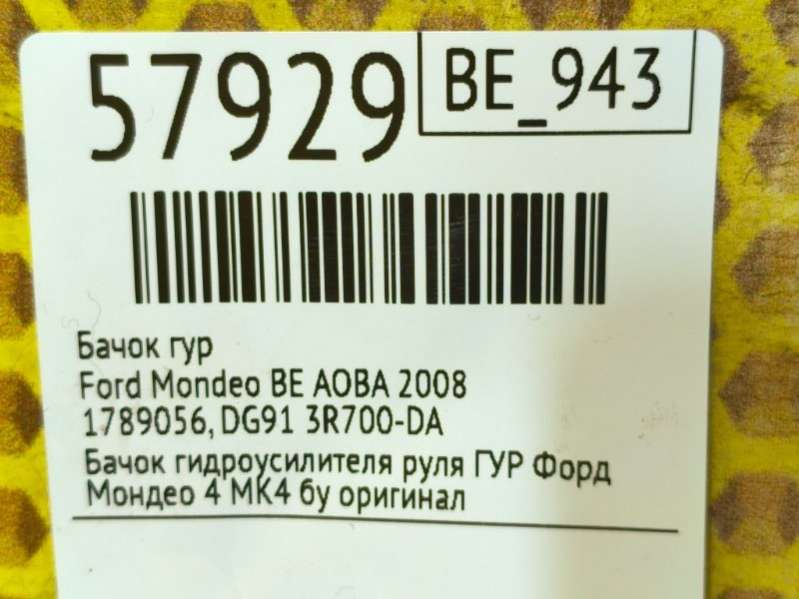 57929
BE_943
Бачок гур
Ford Mondeo BE AOBA 2008
1789056, DG91 3R700-DA
Бачок гидроусилителя руля ГУР Форд
Мондео 4 МК4 бу оригинал